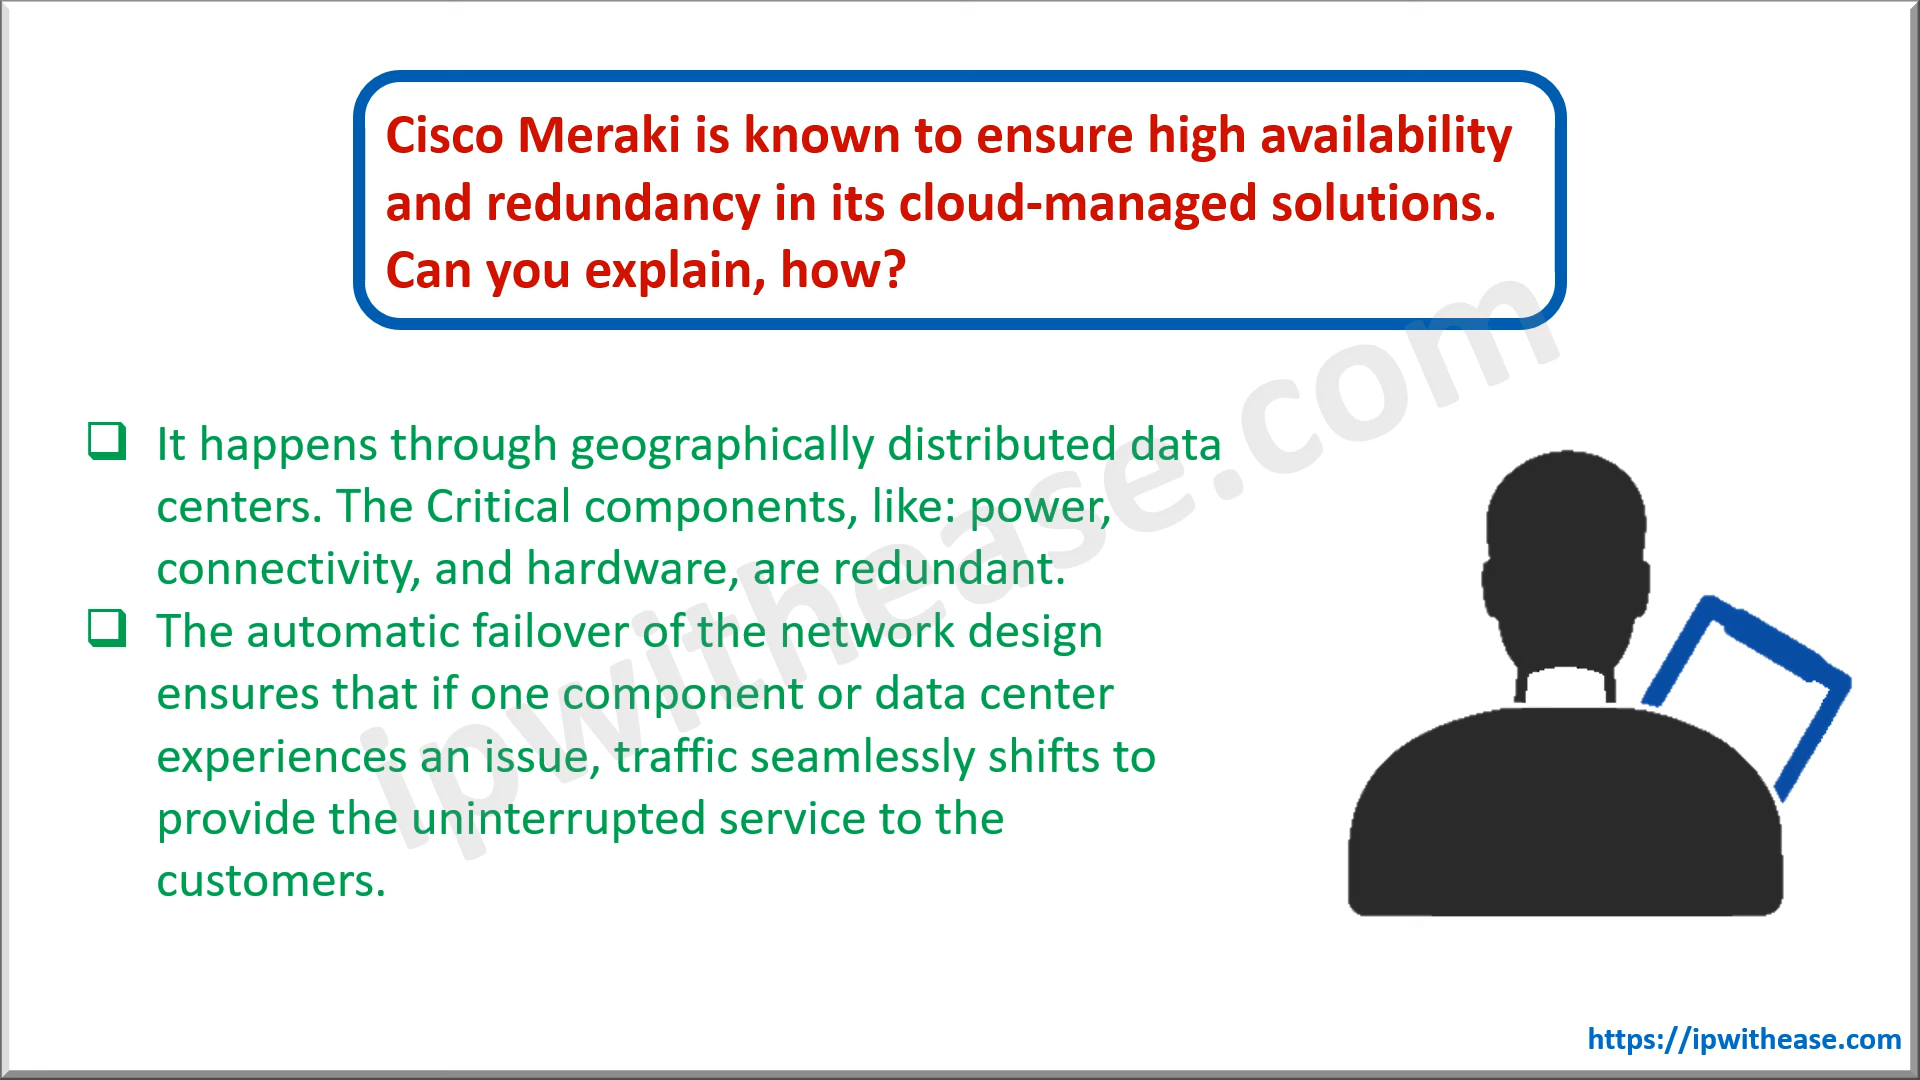 Cisco Meraki is known to ensure high availability
and redundancy in its cloud-managed solutions.
Can you explain, how?
It happens through geographically distributed data
centers. The Critical components, like: power,
connectivity, and hardware, are redundant.
The automatic failover of the network design
ensures that if one component or data center
experiences an issue, traffic seamlessly shifts to
provide the uninterrupted service to the
customers.
ipwithease.com
https://ipwithease.com